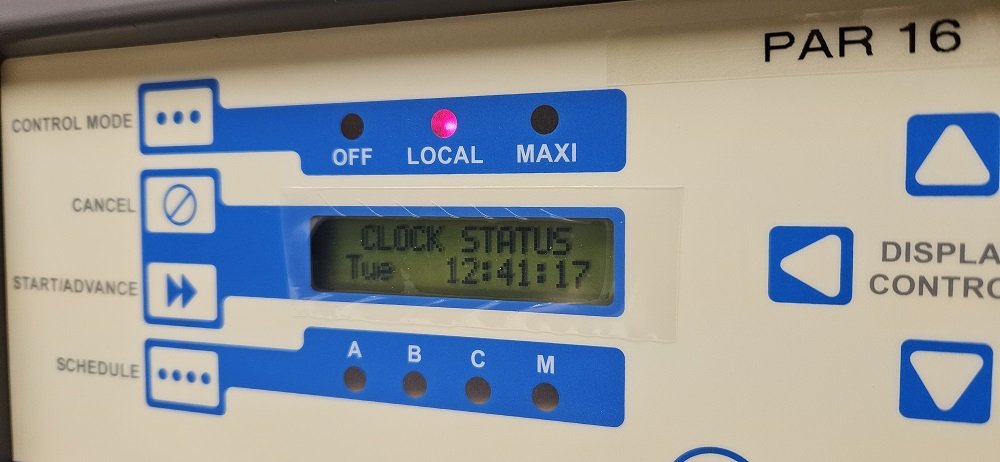 PAR 16
CONTROL MODE
OFF LOCAL MAXI
CANCEL
CLOCK STATUS
Tue 12:41:17
START/ADVANCE
DISPLA
CONTRO
SCHEDULE
A B C M